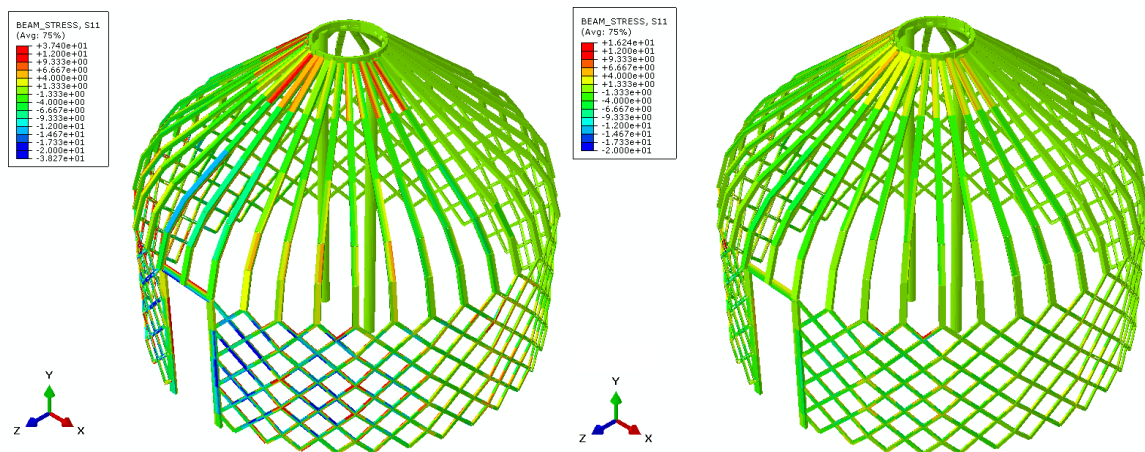 BEAM_STRESS, S11
(Avg: 75%)
+3.740e+01
+1.200e+01
+9.333e+00
+6.667e+00
+4.000e+00
+1.333e+00
-1.333e+00
-4.000e+00
-6.667e+00
-9.333e+00
-1.200e+01
-1.467e+01
-1.733e+01
-2.000e+01
-3.827e+01
Y
Z
X
BEAM_STRESS, S11
(Avg: 75%)
+1.624e+01
+1.200e+01
+9.333e+00
+6.667e+00
+4.000e+00
+1.333e+00
-1.333e+00
-4.000e+00
-6.667e+00
-9.333e+00
-1.200e+01
-1.467e+01
-1.733e+01
-2.000e+01
Y
Z
X